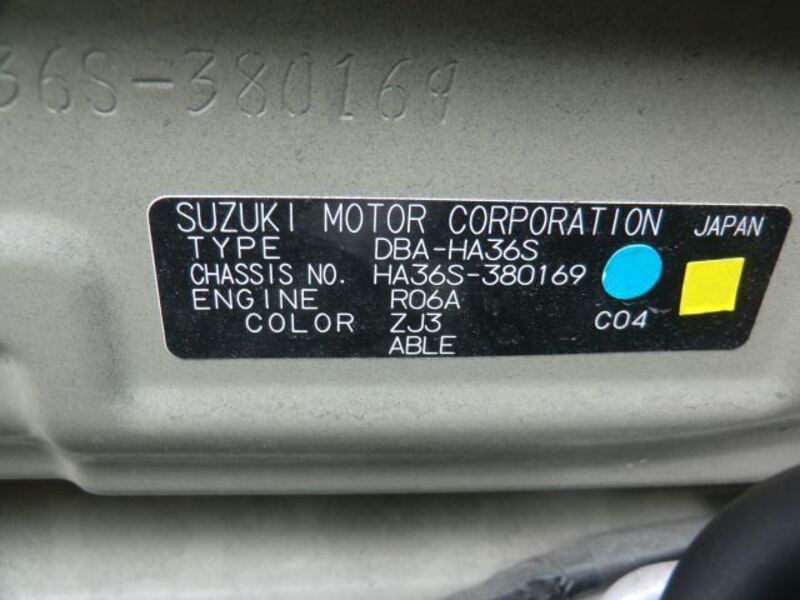 36S-380169
SUZUKI MOTOR CORPORATION JAPAN
TYPE DBA-HA36S
CHASSIS NO. HA36S-380169
ENGINE R06A
COLOR ZJ3 C04
ABLE